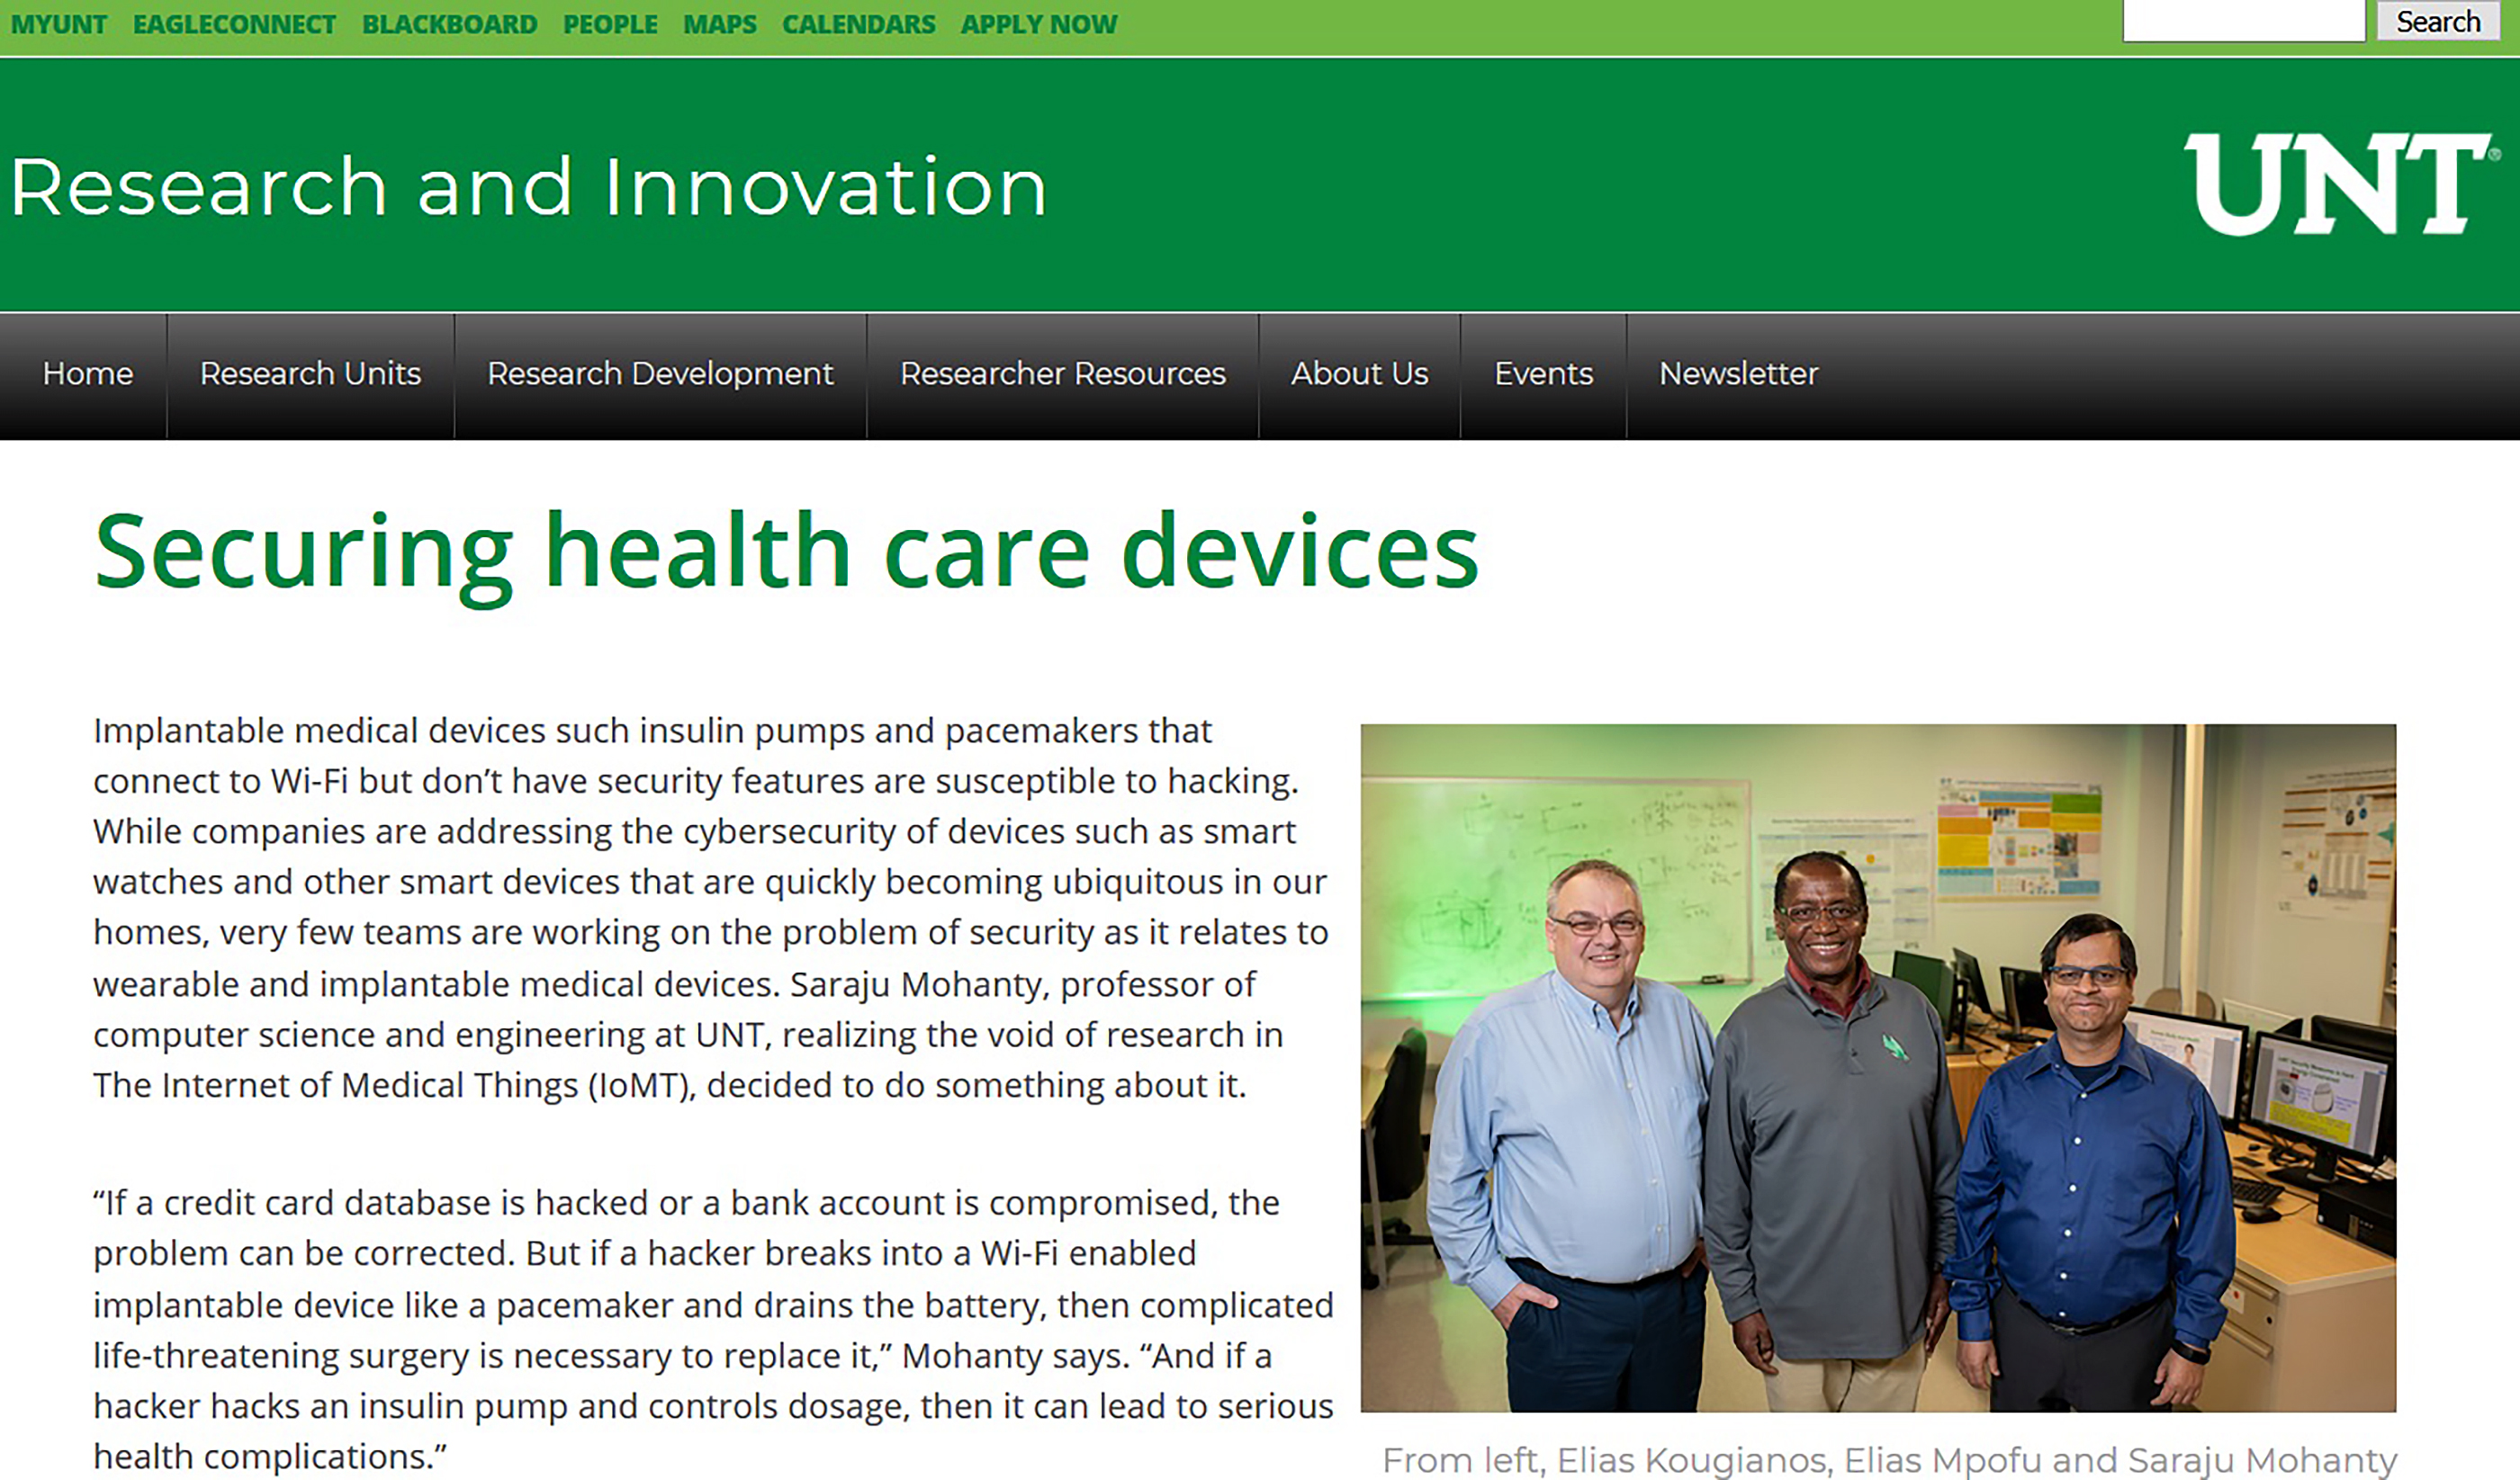 MYUNT EAGLECONNECT BLACKBOARD PEOPLE MAPS CALENDARS APPLY NOW Search
Research and Innovation UNT®
Home Research Units Research Development Researcher Resources About Us Events Newsletter
Securing health care devices
Implantable medical devices such insulin pumps and pacemakers that
connect to Wi-Fi but don’t have security features are susceptible to hacking.
While companies are addressing the cybersecurity of devices such as smart
watches and other smart devices that are quickly becoming ubiquitous in our
homes, very few teams are working on the problem of security as it relates to
wearable and implantable medical devices. Saraju Mohanty, professor of
computer science and engineering at UNT, realizing the void of research in
The Internet of Medical Things (IoMT), decided to do something about it.
“If a credit card database is hacked or a bank account is compromised, the
problem can be corrected. But if a hacker breaks into a Wi-Fi enabled
implantable device like a pacemaker and drains the battery, then complicated
life-threatening surgery is necessary to replace it,” Mohanty says. “And if a
hacker hacks an insulin pump and controls dosage, then it can lead to serious
health complications.”
From left, Elias Kougianos, Elias Mpofu and Saraju Mohanty